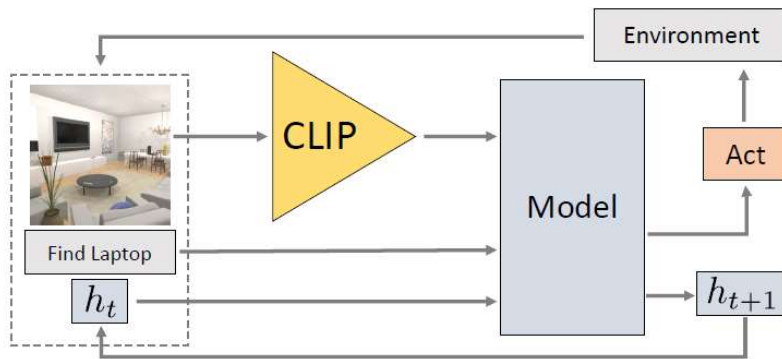 Environment
CLIP
Act
Model
Find Laptop
h_t
h_{t+1}